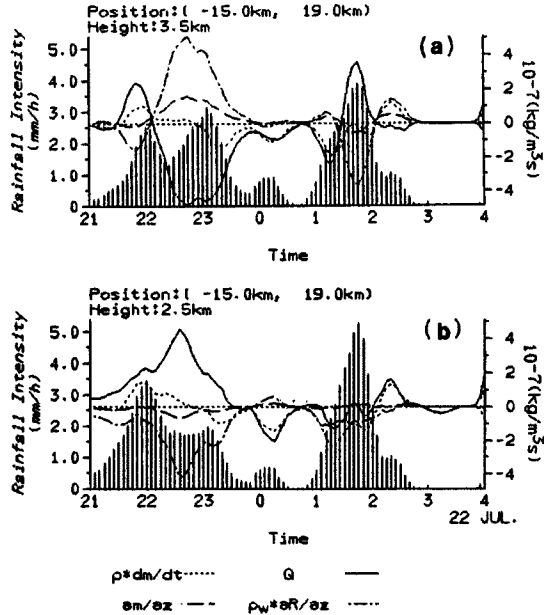 Position:( -15.0km, 19.0km)
Height:3.5km
(a)
Rainfall Intensity
(mm/h)
5.0
4.0
3.0
2.0
1.0
0
4
2
0
-2
-4
10-7(kg/m3s)
21 22 23 0 1 2 3 4
Time
Position:( -15.0km, 19.0km)
Height:2.5km
(b)
Rainfall Intensity
(mm/h)
5.0
4.0
3.0
2.0
1.0
0
4
2
0
-2
-4
10-7(kg/m3s)
21 22 23 0 1 2 3 4
Time
22 JUL.
ρ*dm/dt Q
am/az ρw*aR/az